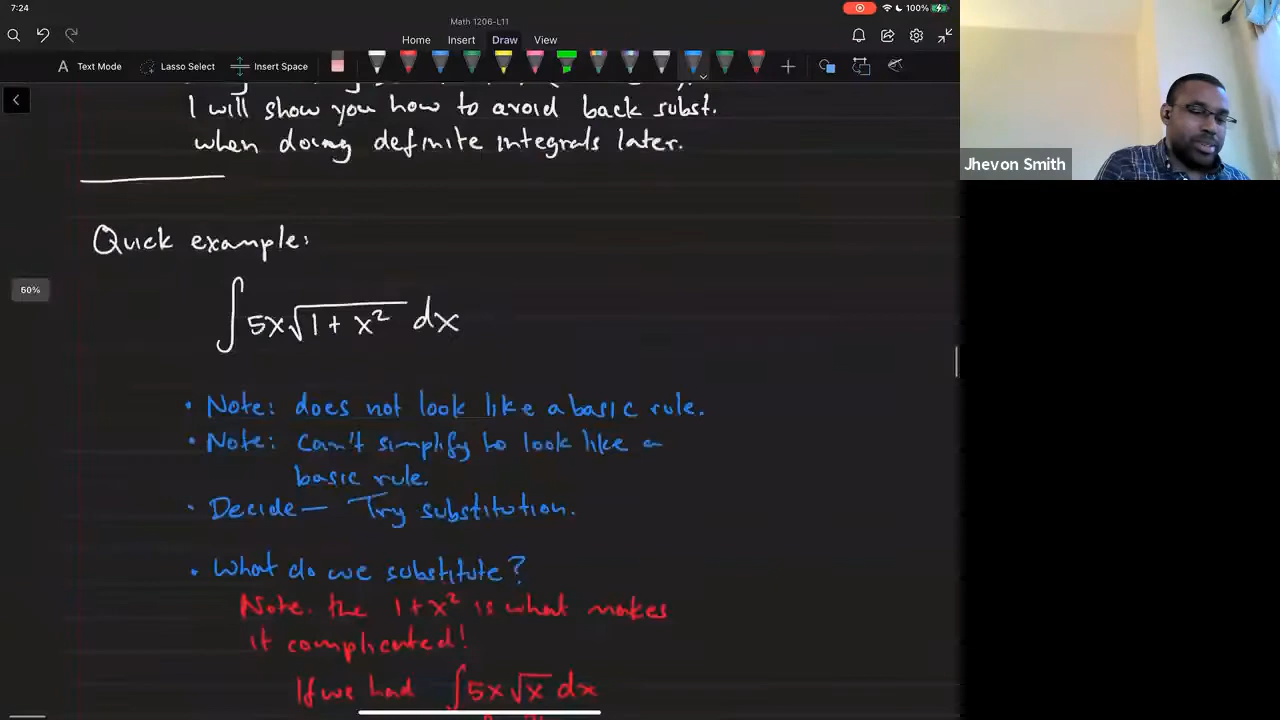 7:24
100%
Math 1206-L11
Home Insert Draw View
Text Mode Lasso Select Insert Space
I will show you how to avoid back subst.
when doing definite integrals later.
Jhevon Smith
Quick example:
60%
∫5x√(1 + x²) dx
• Note: does not look like a basic rule.
• Note: can't simplify to look like a
basic rule.
• Decide — Try substitution.
• What do we substitute?
Note. the 1 + x² is what makes
it complicated!
If we had ∫5x√x dx